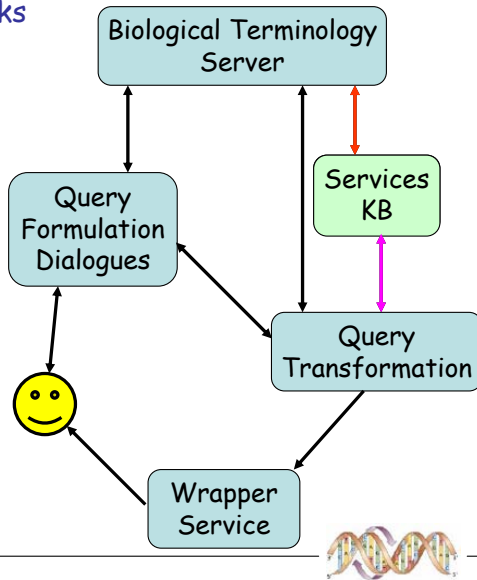 ks
Biological Terminology
Server
Services
KB
Query
Formulation
Dialogues
Query
Transformation
Wrapper
Service